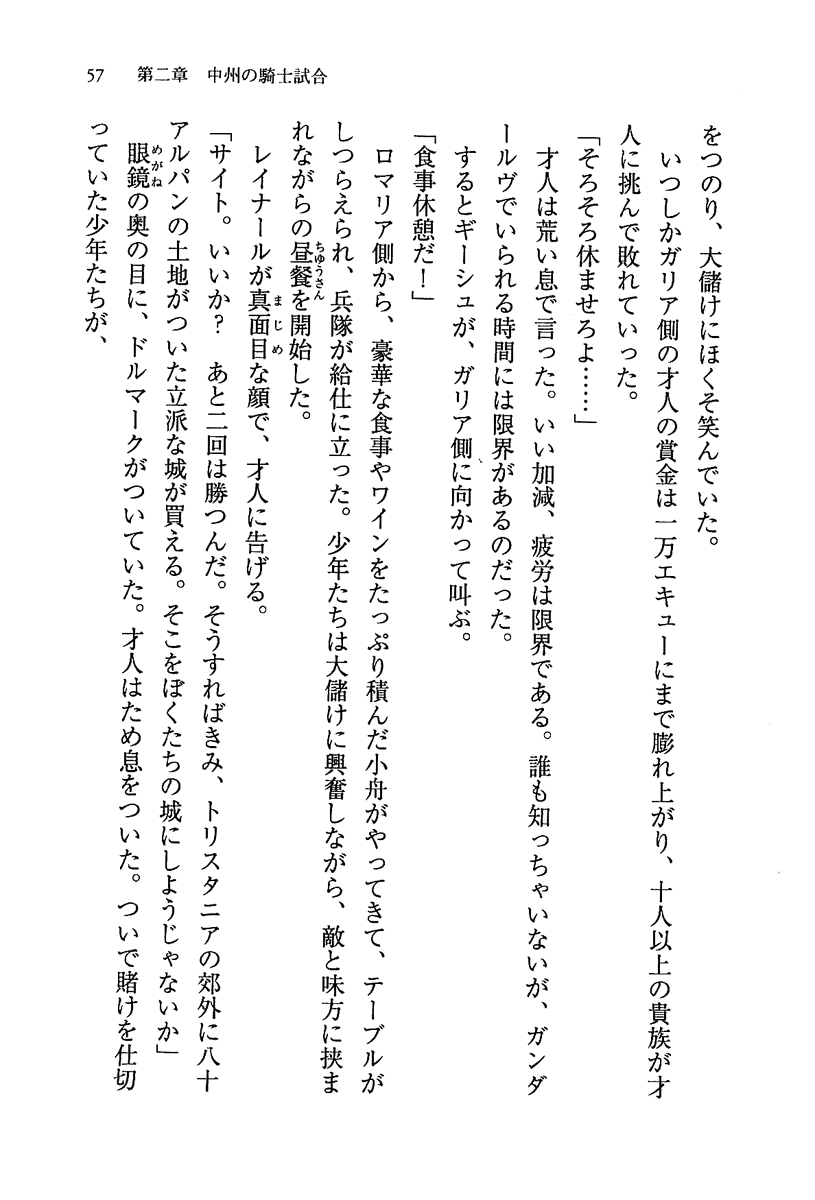 57　第二章　中州の騎士試合
をつのり、大儲けにほくそ笑んでいた。
　いつしかガリア側の才人の賞金は一万エキューにまで膨れ上がり、十人以上の貴族が才
人に挑んで敗れていった。
「そろそろ休ませろよ……」
　才人は荒い息で言った。いい加減、疲労は限界である。誰も知っちゃいないが、ガンダ
ールヴでいられる時間には限界があるのだった。
　するとギーシュが、ガリア側に向かって叫ぶ。
「食事休憩だ！」
　ロマリア側から、豪華な食事やワインをたっぷり積んだ小舟がやってきて、テーブルが
しつらえられ、兵隊が給仕に立った。少年たちは大儲けに興奮しながら、敵と味方に挟ま
れながらの昼餐ちゅうさんを開始した。
　レイナールが真面目まじめな顔で、才人に告げる。
「サイト。いいか？　あと二回は勝つんだ。そうすればきみ、トリスタニアの郊外に八十
アルパンの土地がついた立派な城が買える。そこをぼくたちの城にしようじゃないか」
　眼鏡めがねの奥の目に、ドルマークがついていた。才人はため息をついた。ついで賭けを仕切
っていた少年たちが、